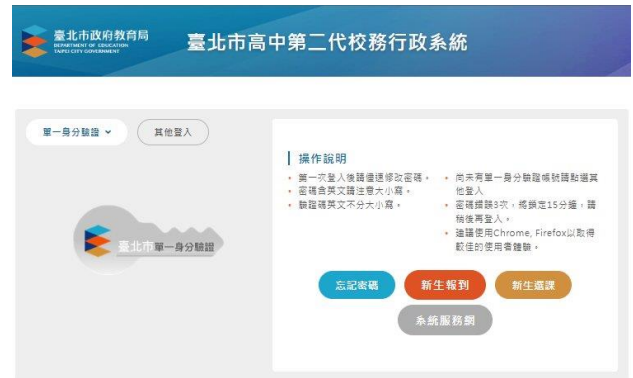 臺北市政府教育局
DEPARTMENT OF EDUCATION
TAIPEI CITY GOVERNMENT
臺北市高中第二代校務行政系統
單一身分驗證
其他登入
臺北市單一身分驗證
操作說明
第一次登入後請儘速修改密碼。
密碼含英文請注意大小寫。
驗證碼英文不分大小寫。
尚未有單一身分驗證帳號請點選其
他登入
密碼錯誤3次，將鎖定15分鐘，請
稍後再登入。
建議使用Chrome, Firefox以取得
較佳的使用者體驗。
忘記密碼
新生報到
新生選課
系統服務網